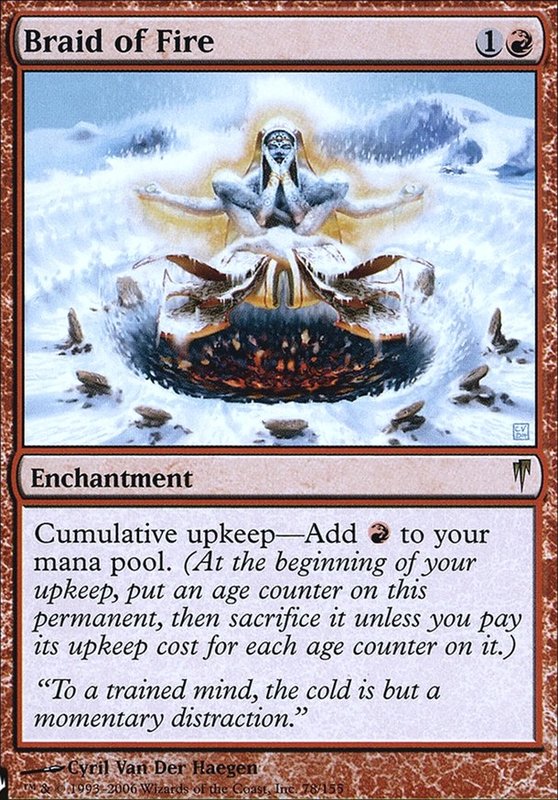 Braid of Fire 1
Enchantment
Cumulative upkeep—Add to your
mana pool. (At the beginning of your
upkeep, put an age counter on this
permanent, then sacrifice it unless you pay
its upkeep cost for each age counter on it.)
“To a trained mind, the cold is but a
momentary distraction.”
Cyril Van Der Haegen
™ & © 1993–2006 Wizards of the Coast, Inc. 78/155